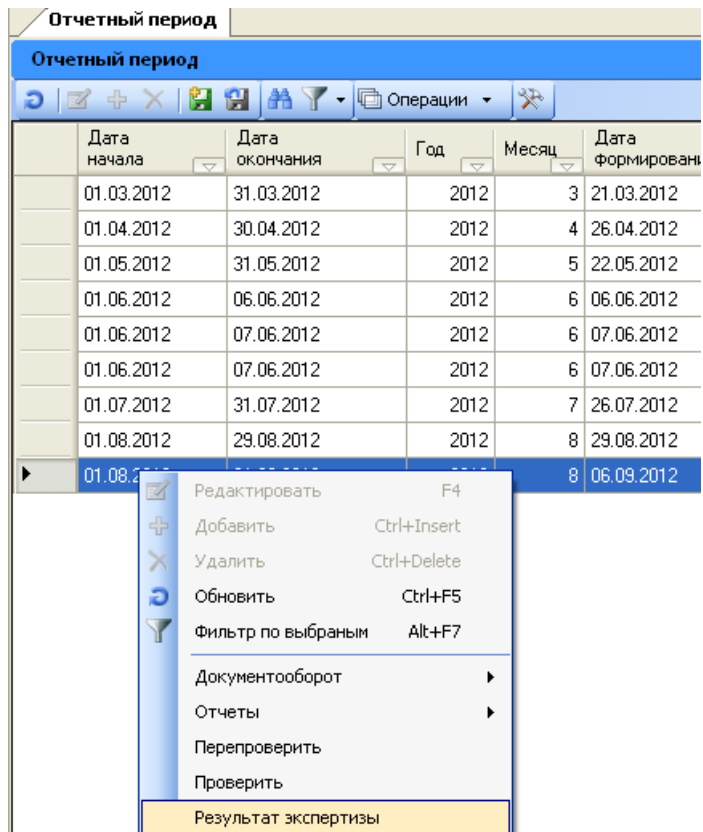 Отчетный период
Отчетный период
Операции
Дата начала Дата окончания Год Месяц Дата формировани
01.03.2012 31.03.2012 2012 3 21.03.2012
01.04.2012 30.04.2012 2012 4 26.04.2012
01.05.2012 31.05.2012 2012 5 22.05.2012
01.06.2012 06.06.2012 2012 6 06.06.2012
01.06.2012 07.06.2012 2012 6 07.06.2012
01.06.2012 07.06.2012 2012 6 07.06.2012
01.07.2012 31.07.2012 2012 7 26.07.2012
01.08.2012 29.08.2012 2012 8 29.08.2012
8 06.09.2012
Редактировать F4
Добавить Ctrl+Insert
Удалить Ctrl+Delete
Обновить Ctrl+F5
Фильтр по выбраным Alt+F7
Документооборот
Отчеты
Перепроверить
Проверить
Результат экспертизы